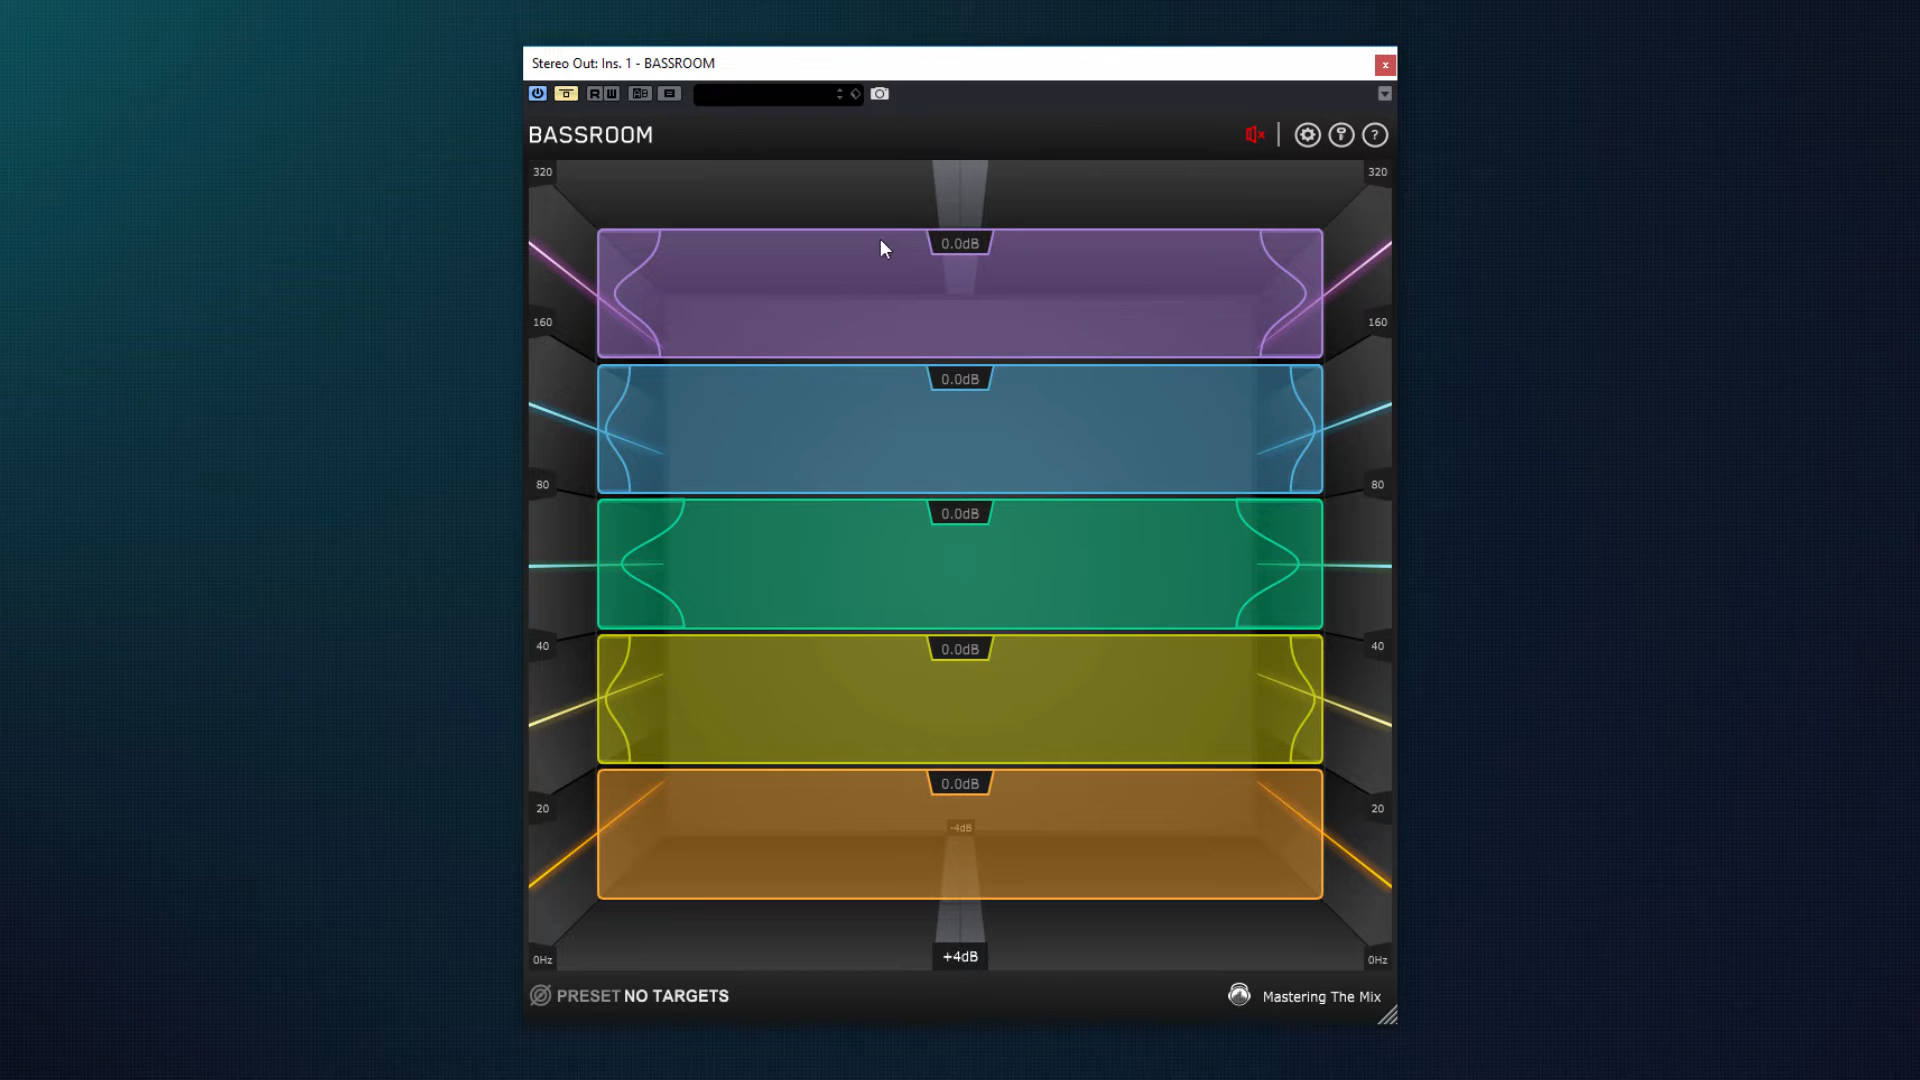 Stereo Out: Ins. 1 - BASSROOM
x
R W AB
BASSROOM
?
320 320
0.0dB
160 160
0.0dB
80 80
0.0dB
40 40
0.0dB
20 20
0.0dB
-4dB
0Hz +4dB 0Hz
PRESET NO TARGETS
Mastering The Mix